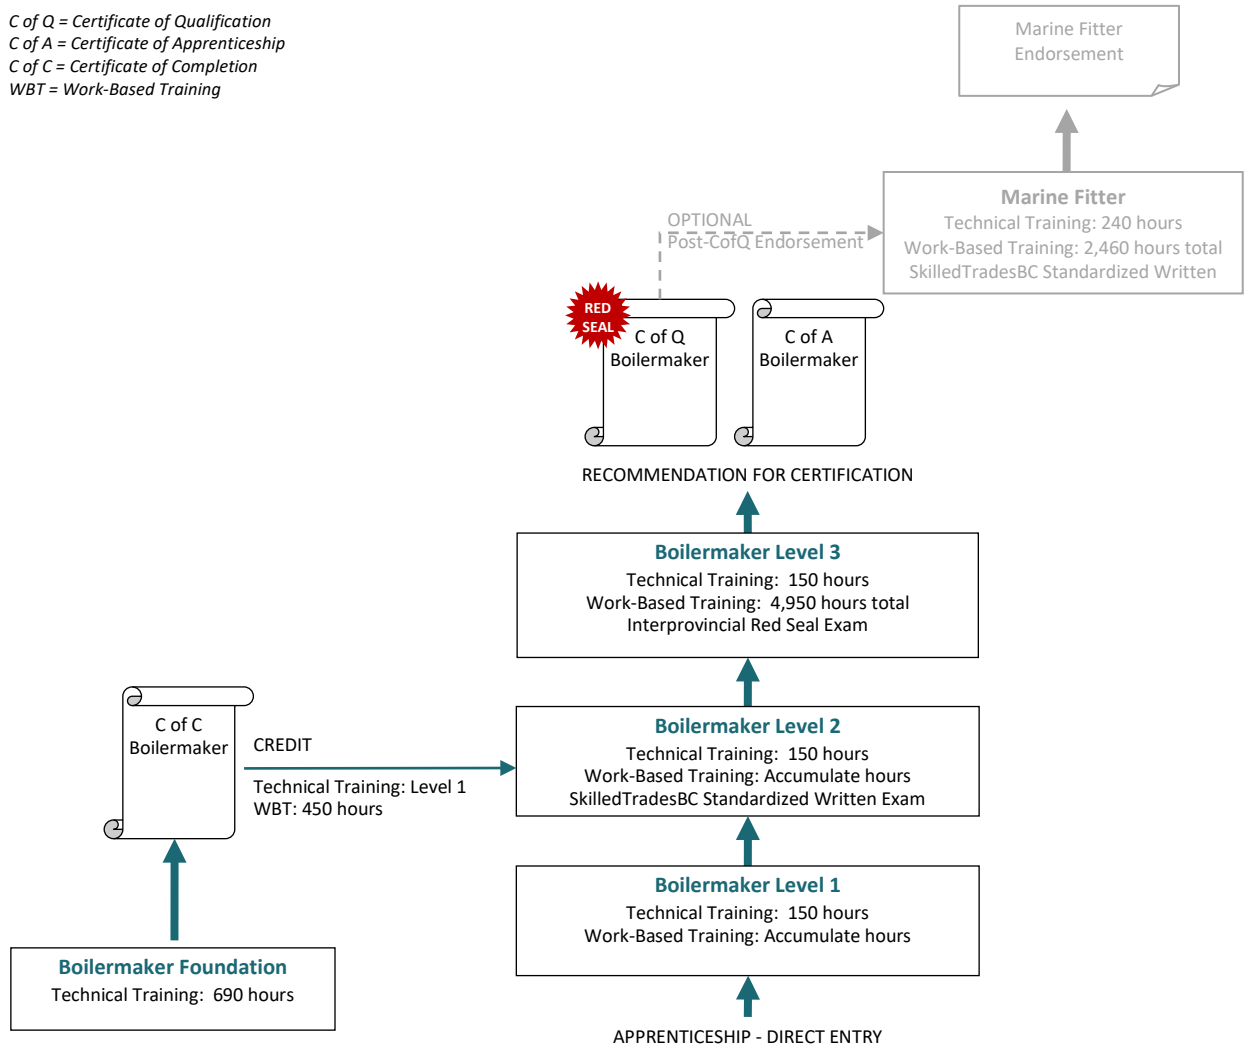 C of Q = Certificate of Qualification
C of A = Certificate of Apprenticeship
C of C = Certificate of Completion
WBT = Work-Based Training
Marine Fitter
Endorsement
Marine Fitter
Technical Training: 240 hours
Work-Based Training: 2,460 hours total
SkilledTradesBC Standardized Written
OPTIONAL
Post-CofQ Endorsement
RED
SEAL
C of Q
Boilermaker
C of A
Boilermaker
RECOMMENDATION FOR CERTIFICATION
Boilermaker Level 3
Technical Training: 150 hours
Work-Based Training: 4,950 hours total
Interprovincial Red Seal Exam
C of C
Boilermaker
CREDIT
Technical Training: Level 1
WBT: 450 hours
Boilermaker Level 2
Technical Training: 150 hours
Work-Based Training: Accumulate hours
SkilledTradesBC Standardized Written Exam
Boilermaker Level 1
Technical Training: 150 hours
Work-Based Training: Accumulate hours
Boilermaker Foundation
Technical Training: 690 hours
APPRENTICESHIP - DIRECT ENTRY